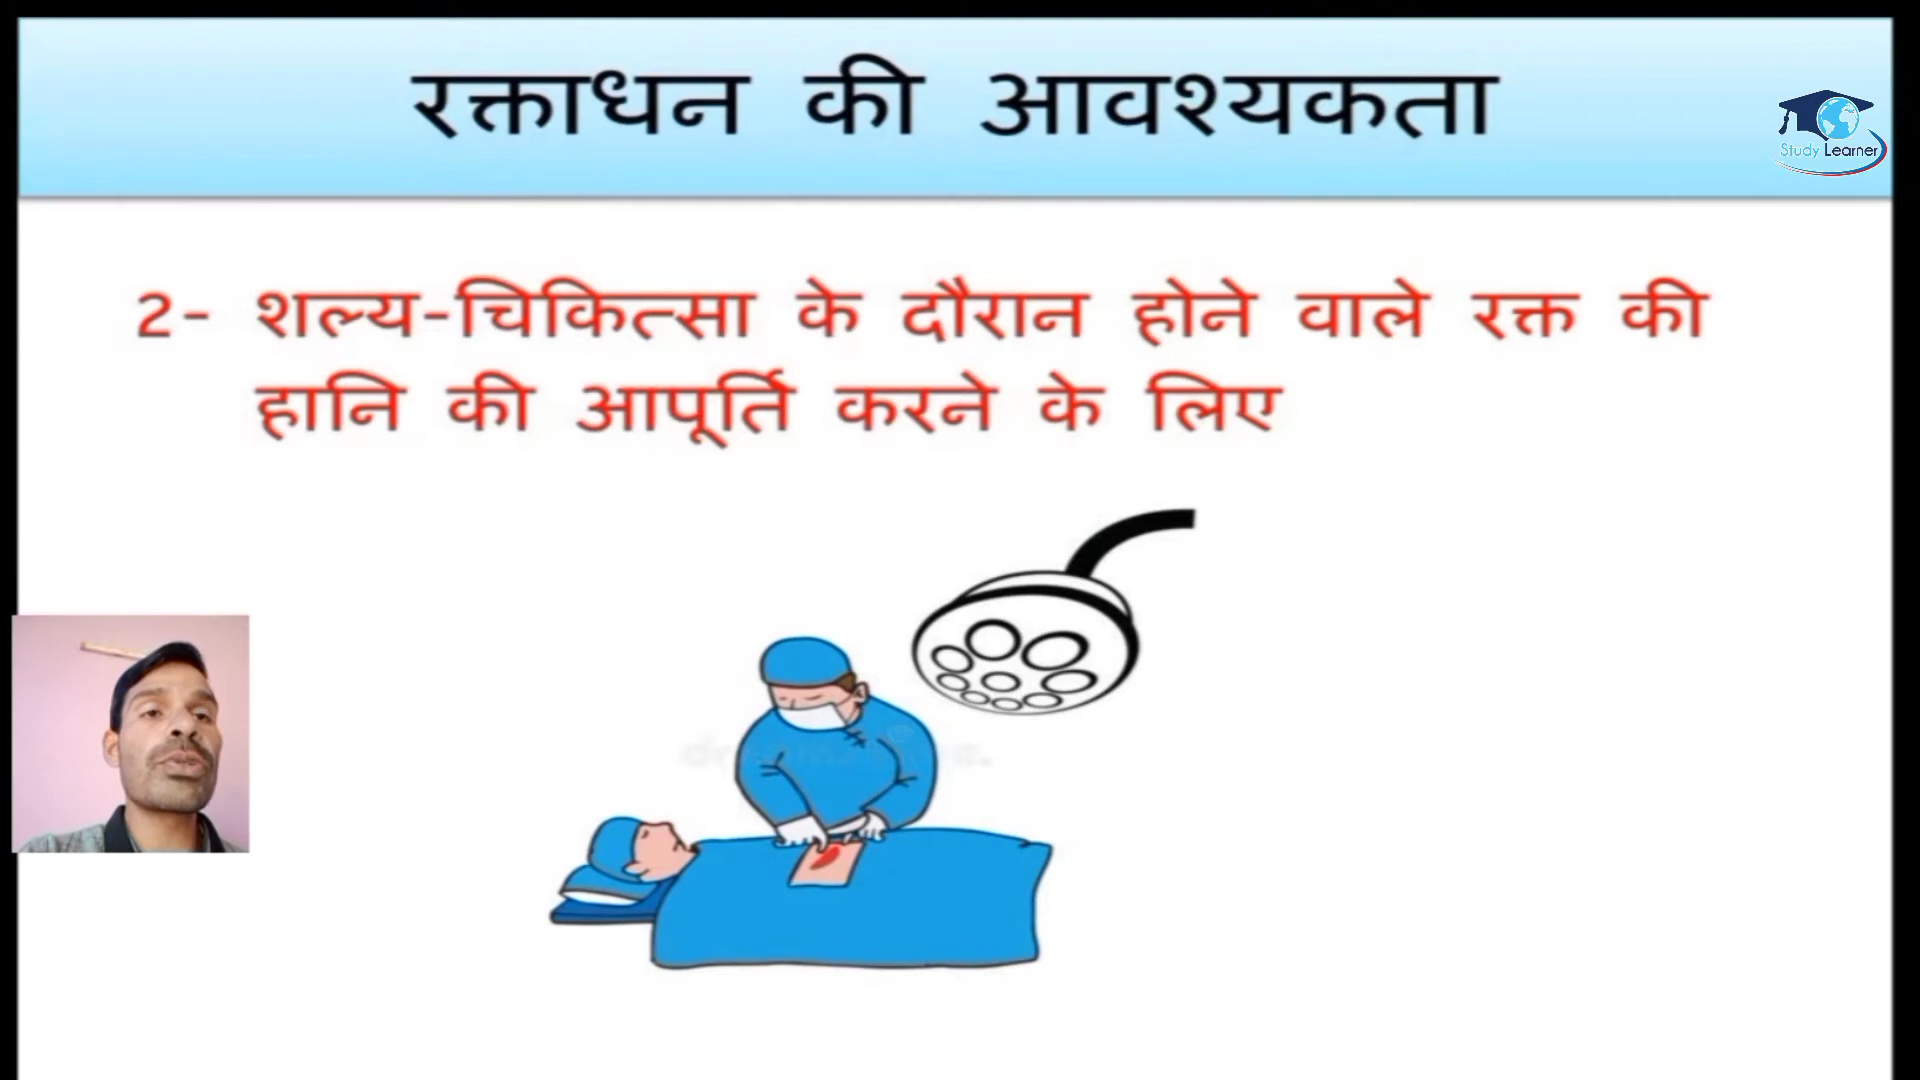 रक्ताधन की आवश्यकता
Study Learner
2- शल्य-चिकित्सा के दौरान होने वाले रक्त की
हानि की आपूर्ति करने के लिए